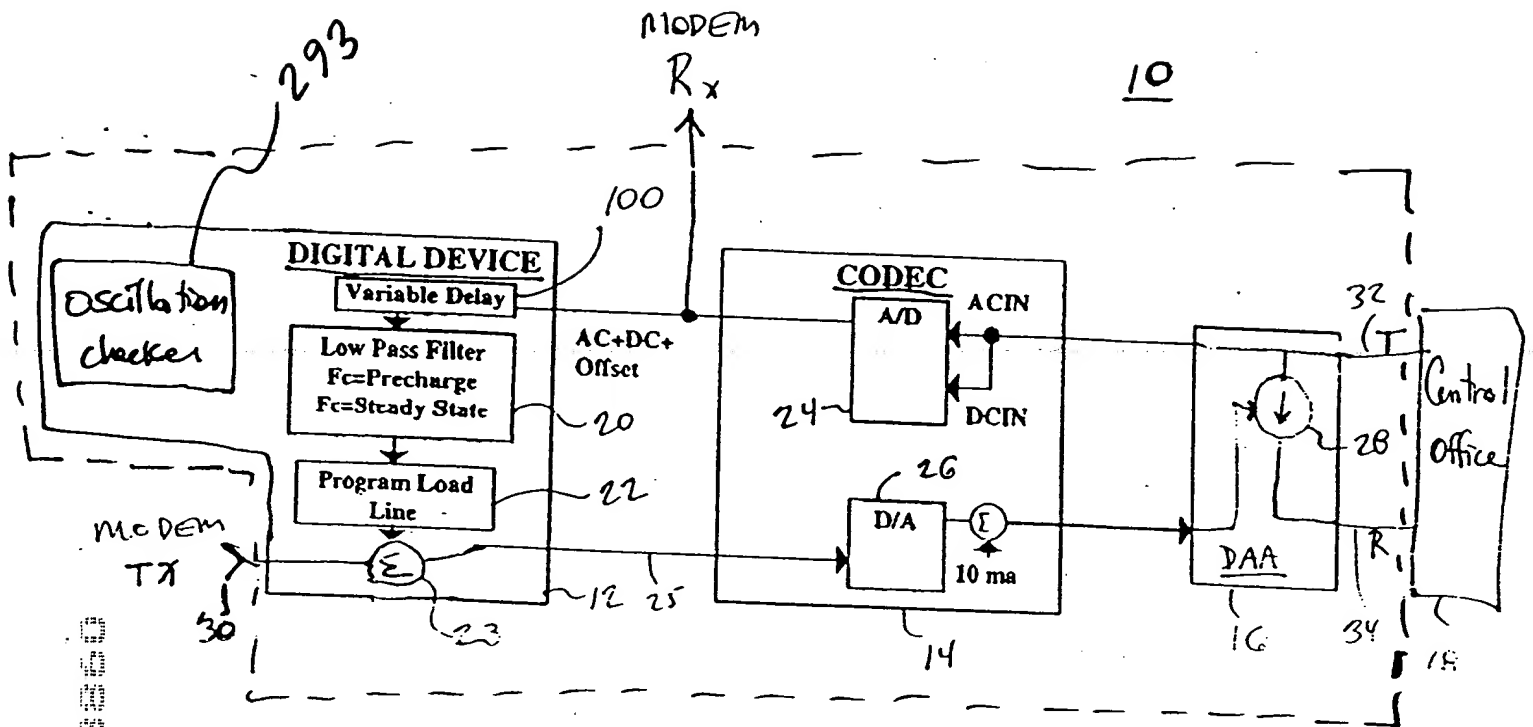 MODEM
Rx
293
10
100
DIGITAL DEVICE
Variable Delay
Oscillation
checker
Low Pass Filter
Fc=Precharge
Fc=Steady State
20
AC+DC+
Offset
CODEC
A/D
ACIN
DCIN
24
32
T
Central
Office
28
Program Load
Line
22
26
D/A
Σ
10 ma
MODEM
TX
30
Σ
23
12
25
14
DAA
16
R
34
18